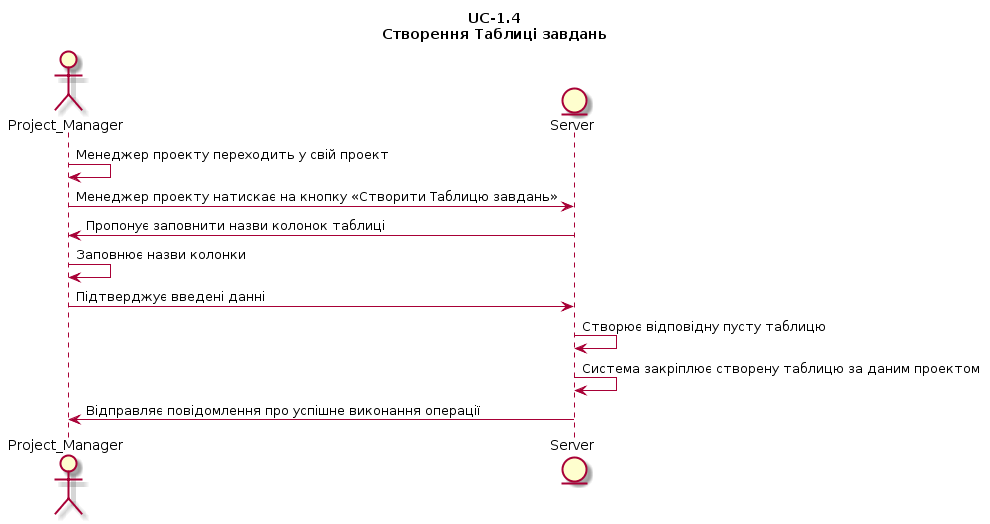 UC-1.4
Створення Таблиці завдань
Project_Manager
Server
Менеджер проекту переходить у свій проект
Менеджер проекту натискає на кнопку «Створити Таблицю завдань»
Пропонує заповнити назви колонок таблиці
Заповнює назви колонки
Підтверджує введені данні
Створює відповідну пусту таблицю
Система закріплює створену таблицю за даним проектом
Відправляє повідомлення про успішне виконання операції
Project_Manager
Server